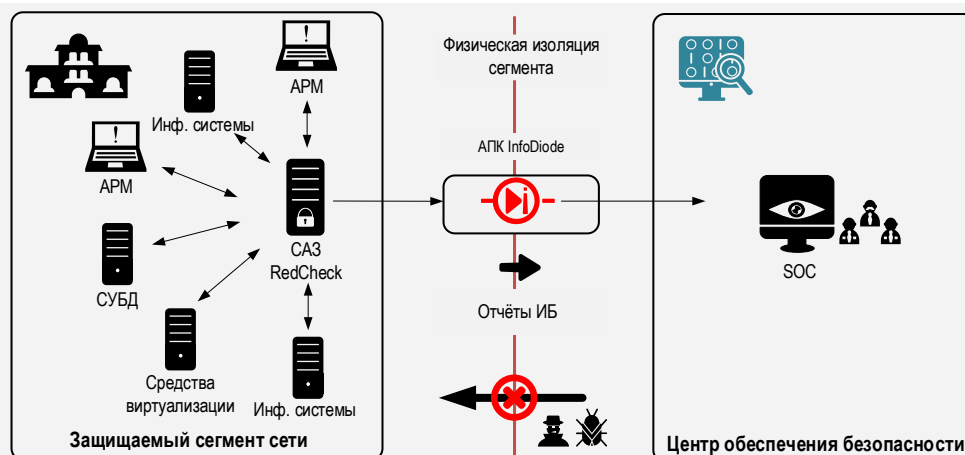 АРМ
Инф. системы
АРМ
СУБД
САЗ
RedCheck
Средства
виртуализации
Инф. системы
Защищаемый сегмент сети
Физическая изоляция
сегмента
АПК InfoDiode
Отчёты ИБ
SOC
Центр обеспечения безопасности